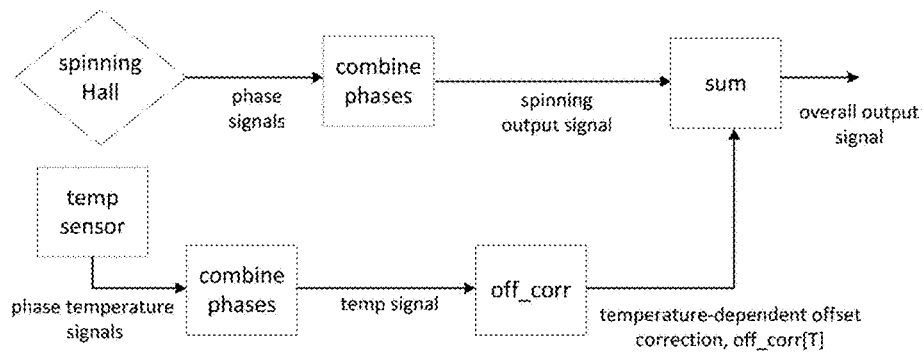 spinning
Hall
phase
signals
combine
phases
spinning
output signal
sum
overall output
signal
temp
sensor
phase temperature
signals
combine
phases
temp signal
off_corr
temperature-dependent offset
correction, off_corr[T]